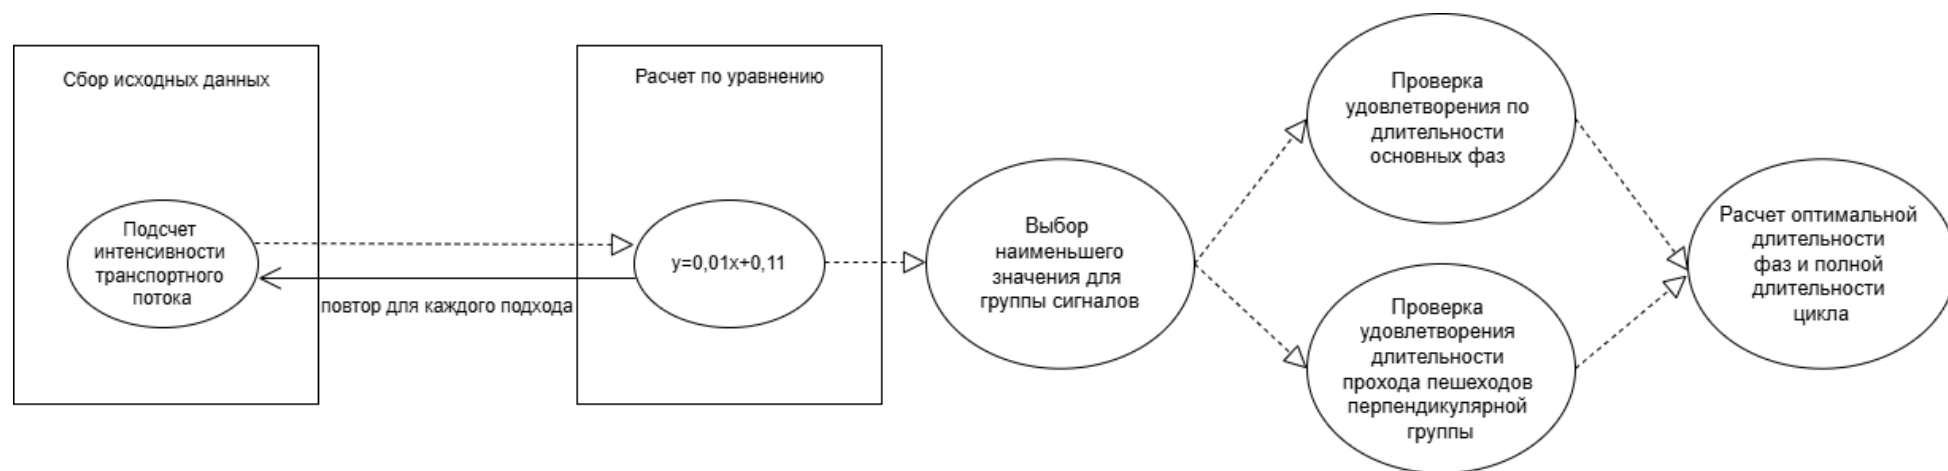 Сбор исходных данных
Подсчет
интенсивности
транспортного
потока
повтор для каждого подхода
Расчет по уравнению
y=0,01x+0,11
Выбор
наименьшего
значения для
группы сигналов
Проверка
удовлетворения по
длительности
основных фаз
Проверка
удовлетворения
длительности
прохода пешеходов
перпендикулярной
группы
Расчет оптимальной
длительности
фаз и полной
длительности
цикла